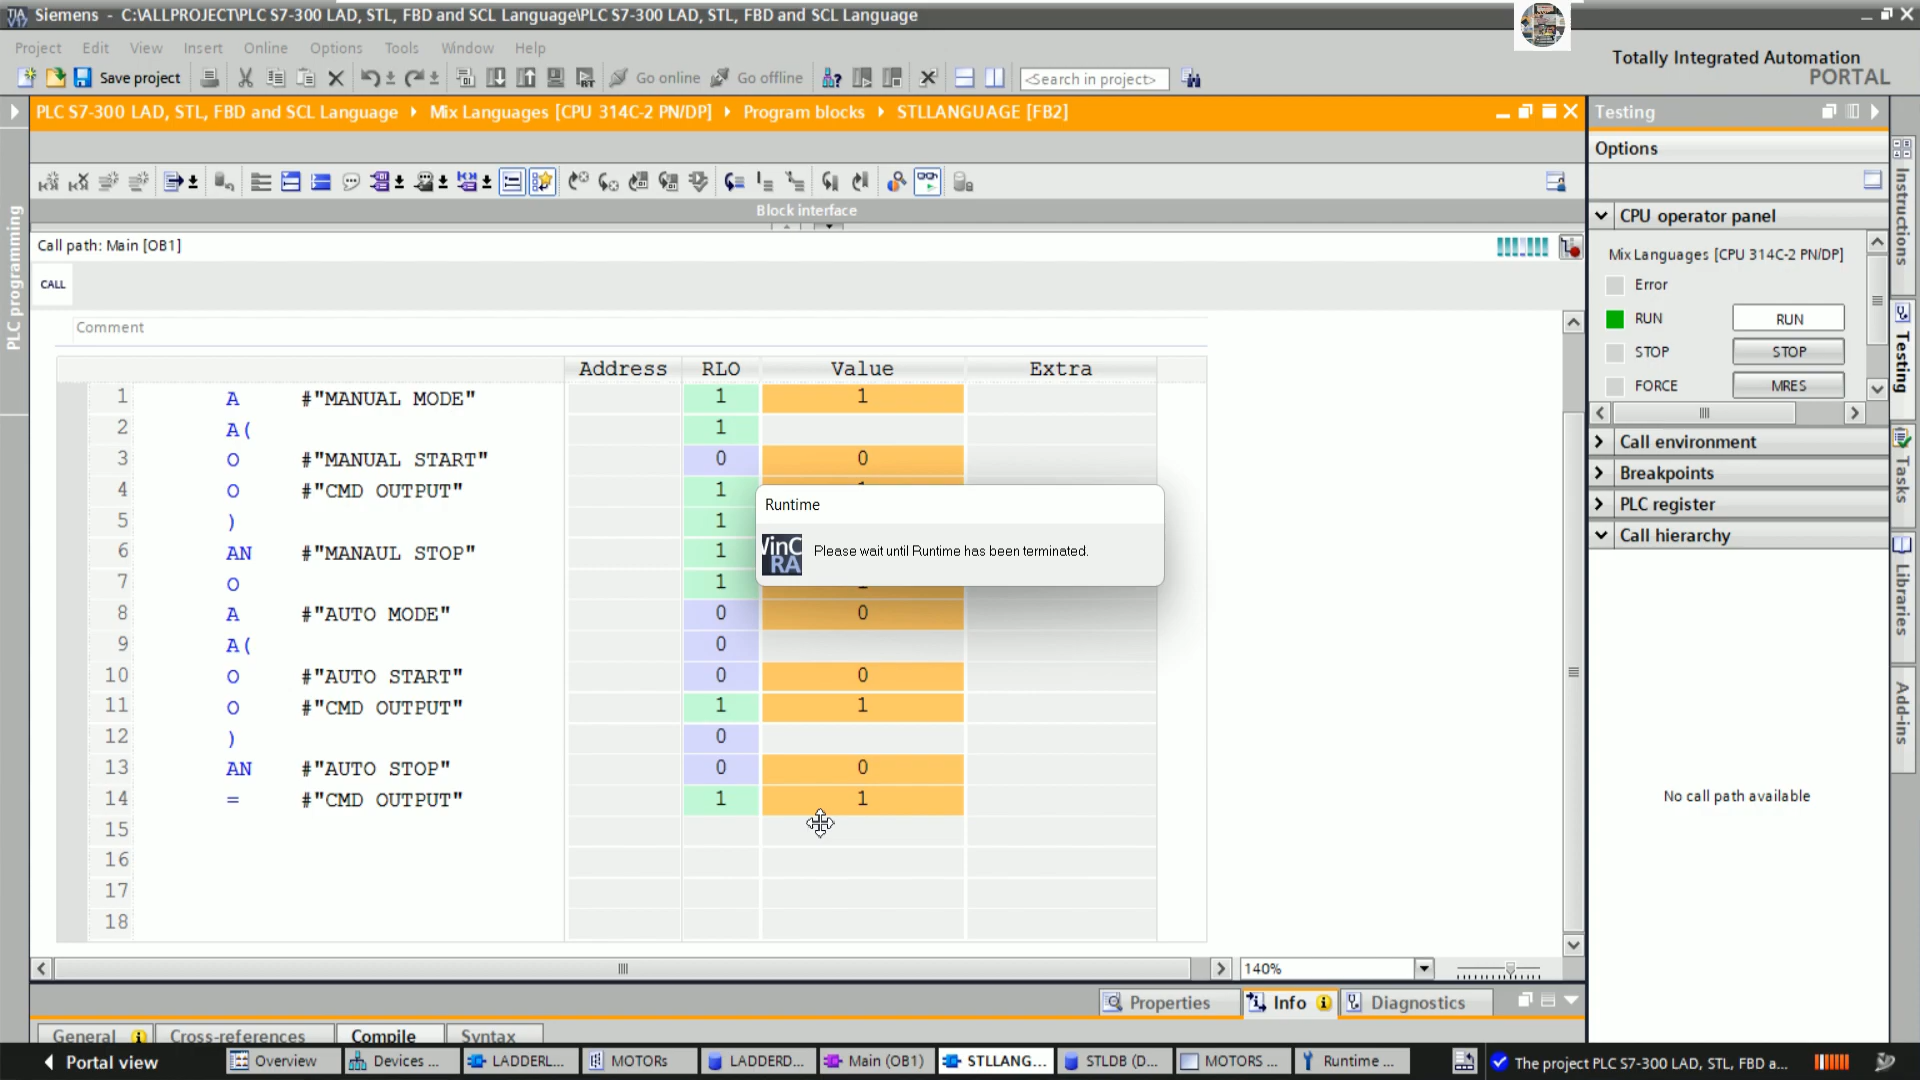 Siemens - C:\ALLPROJECT\PLC S7-300 LAD, STL, FBD and SCL Language\PLC S7-300 LAD, STL, FBD and SCL Language
Project Edit View Insert Online Options Tools Window Help
Totally Integrated Automation
PORTAL
Save project Go online Go offline <Search in project>
PLC S7-300 LAD, STL, FBD and SCL Language Mix Languages [CPU 314C-2 PN/DP] Program blocks STLLANGUAGE [FB2]
Block interface
Call path: Main [OB1]
CALL
Comment
Address RLO Value Extra
1 A #"MANUAL MODE" 1 1
2 A( 1
3 O #"MANUAL START" 0 0
4 O #"CMD OUTPUT" 1
5 ) 1
6 AN #"MANAUL STOP" 1
7 O 1
8 A #"AUTO MODE" 0 0
9 A( 0
10 O #"AUTO START" 0 0
11 O #"CMD OUTPUT" 1 1
12 ) 0
13 AN #"AUTO STOP" 0 0
14 = #"CMD OUTPUT" 1 1
15
16
17
18
Runtime
Please wait until Runtime has been terminated.
140%
Properties Info Diagnostics
General Cross-references Compile Syntax
PLC programming
Testing
Options
CPU operator panel
Mix Languages [CPU 314C-2 PN/DP]
Error
RUN RUN
STOP STOP
FORCE MRES
Call environment
Breakpoints
PLC register
Call hierarchy
No call path available
Instructions
Testing
Tasks
Libraries
Add-ins
Portal view Overview Devices ... LADDERL... MOTORs LADDERD... Main (OB1) STLLANG... STLDB (D... MOTORS ... Runtime ... The project PLC S7-300 LAD, STL, FBD a...